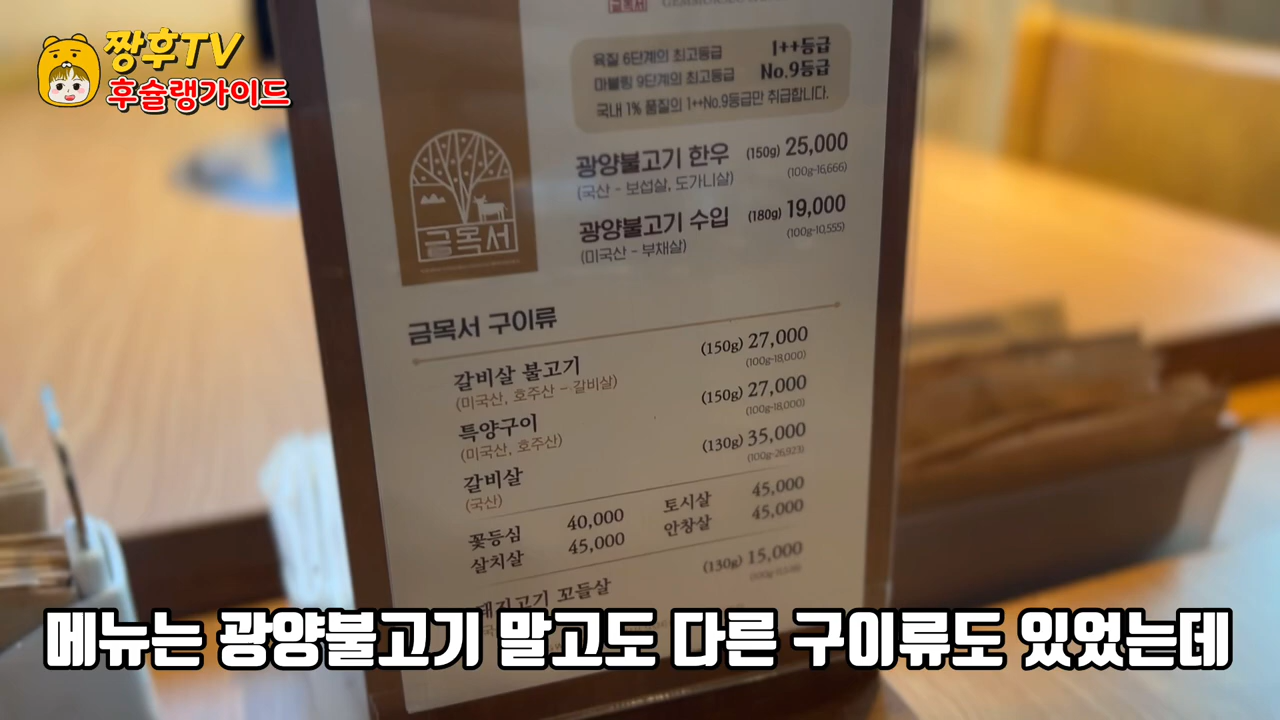 짱후TV
후슐랭가이드
금목서
육질 6단계의 최고등급 1++등급
마블링 9단계의 최고등급 No.9등급
국내 1% 품질의 1++No.9등급만 취급합니다.
광양불고기 한우 (150g) 25,000
(국산 - 보섭살, 도가니살) (100g-16,666)
광양불고기 수입 (180g) 19,000
(미국산 - 부채살) (100g-10,555)
금목서
금목서 구이류
갈비살 불고기 (150g) 27,000
(미국산, 호주산 - 갈비살) (100g-18,000)
특양구이 (150g) 27,000
(미국산, 호주산) (100g-18,000)
갈비살 (130g) 35,000
(국산) (100g-26,923)
꽃등심 40,000 토시살 45,000
살치살 45,000 안창살 45,000
돼지고기 꼬들살 (130g) 15,000
메뉴는 광양불고기 말고도 다른 구이류도 있었는데